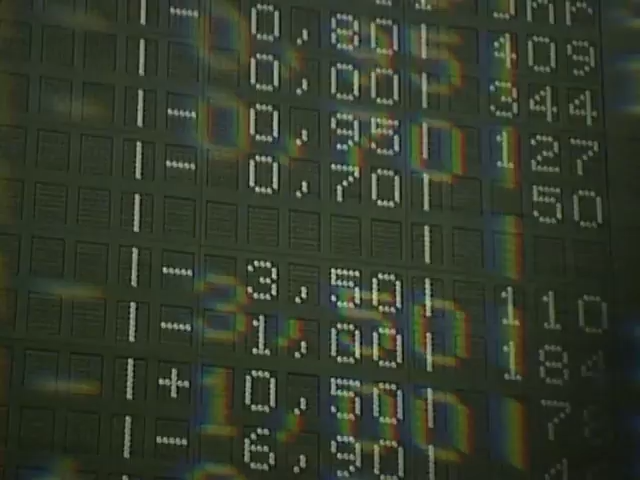 |- 0,80| 409
| 0,00| 344
|- 0,95| 127
|- 0,70| 50
| |
|- 3,50| 110
|- 1,00| 184
|+ 0,50|
|- 6,90|